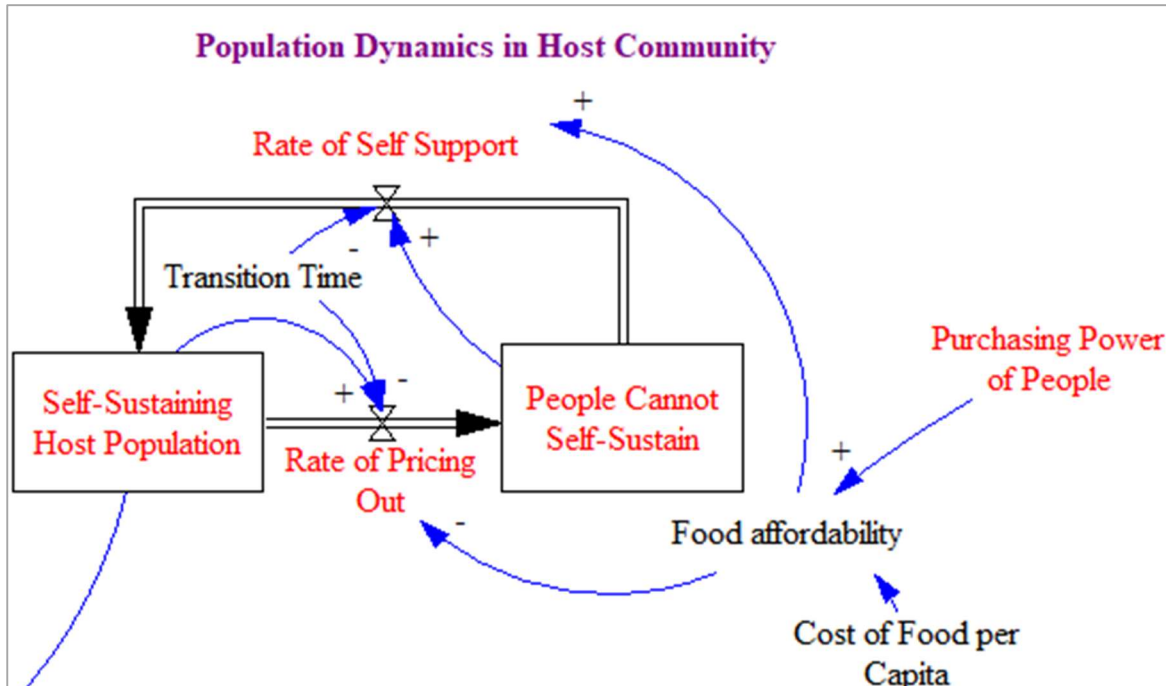 Population Dynamics in Host Community
+
Rate of Self Support
-
+
Transition Time
Purchasing Power
of People
Self-Sustaining
Host Population
+
-
People Cannot
Self-Sustain
+
Rate of Pricing
Out
-
Food affordability
Cost of Food per
Capita